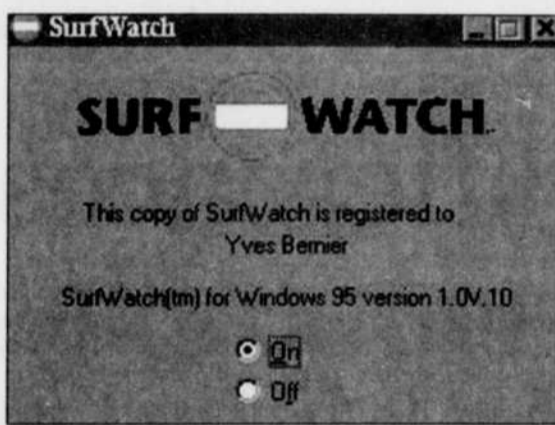 SurfWatch
SURF WATCH
This copy of SurfWatch is registered to
Yves Bernier
SurfWatch(tm) for Windows 95 version 1.0V.10
On
Off